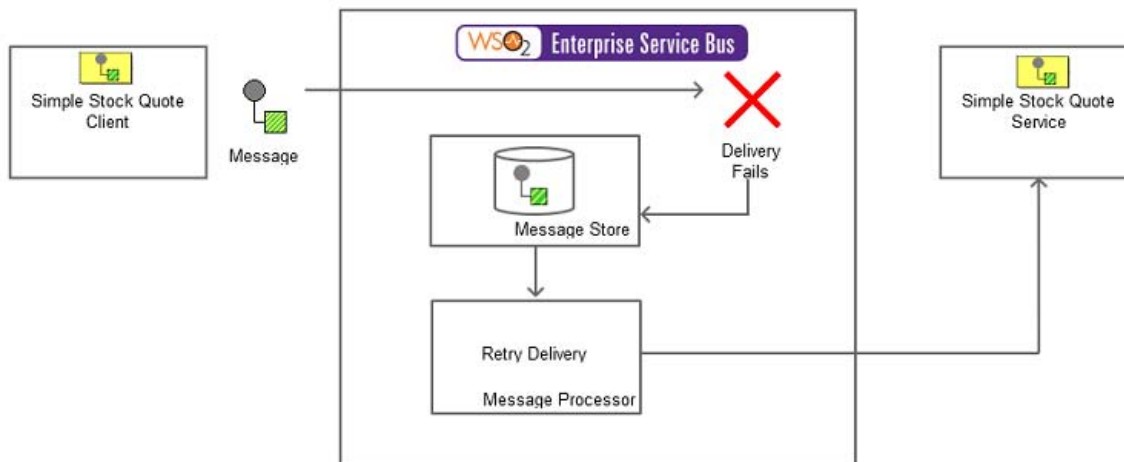 WSO2 Enterprise Service Bus
Simple Stock Quote
Client
Message
Delivery
Fails
Simple Stock Quote
Service
Message Store
Retry Delivery
Message Processor